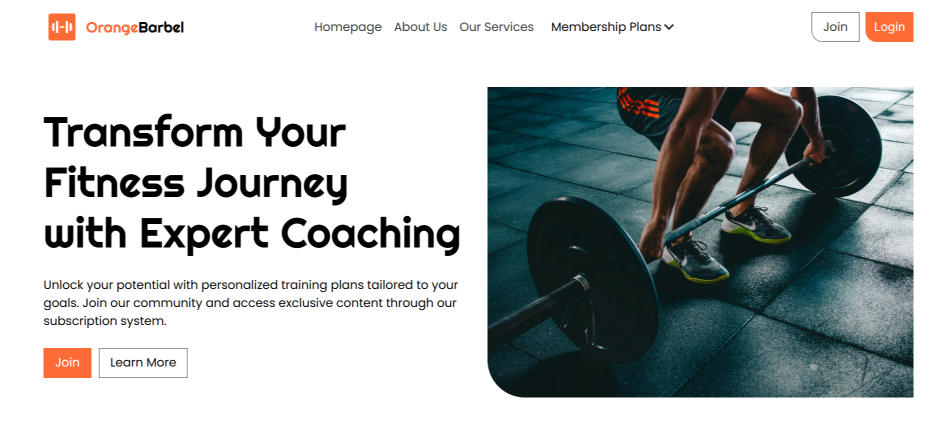 OrangeBarbel
Homepage About Us Our Services Membership Plans
Join Login
Transform Your
Fitness Journey
with Expert Coaching
Unlock your potential with personalized training plans tailored to your
goals. Join our community and access exclusive content through our
subscription system.
Join Learn More